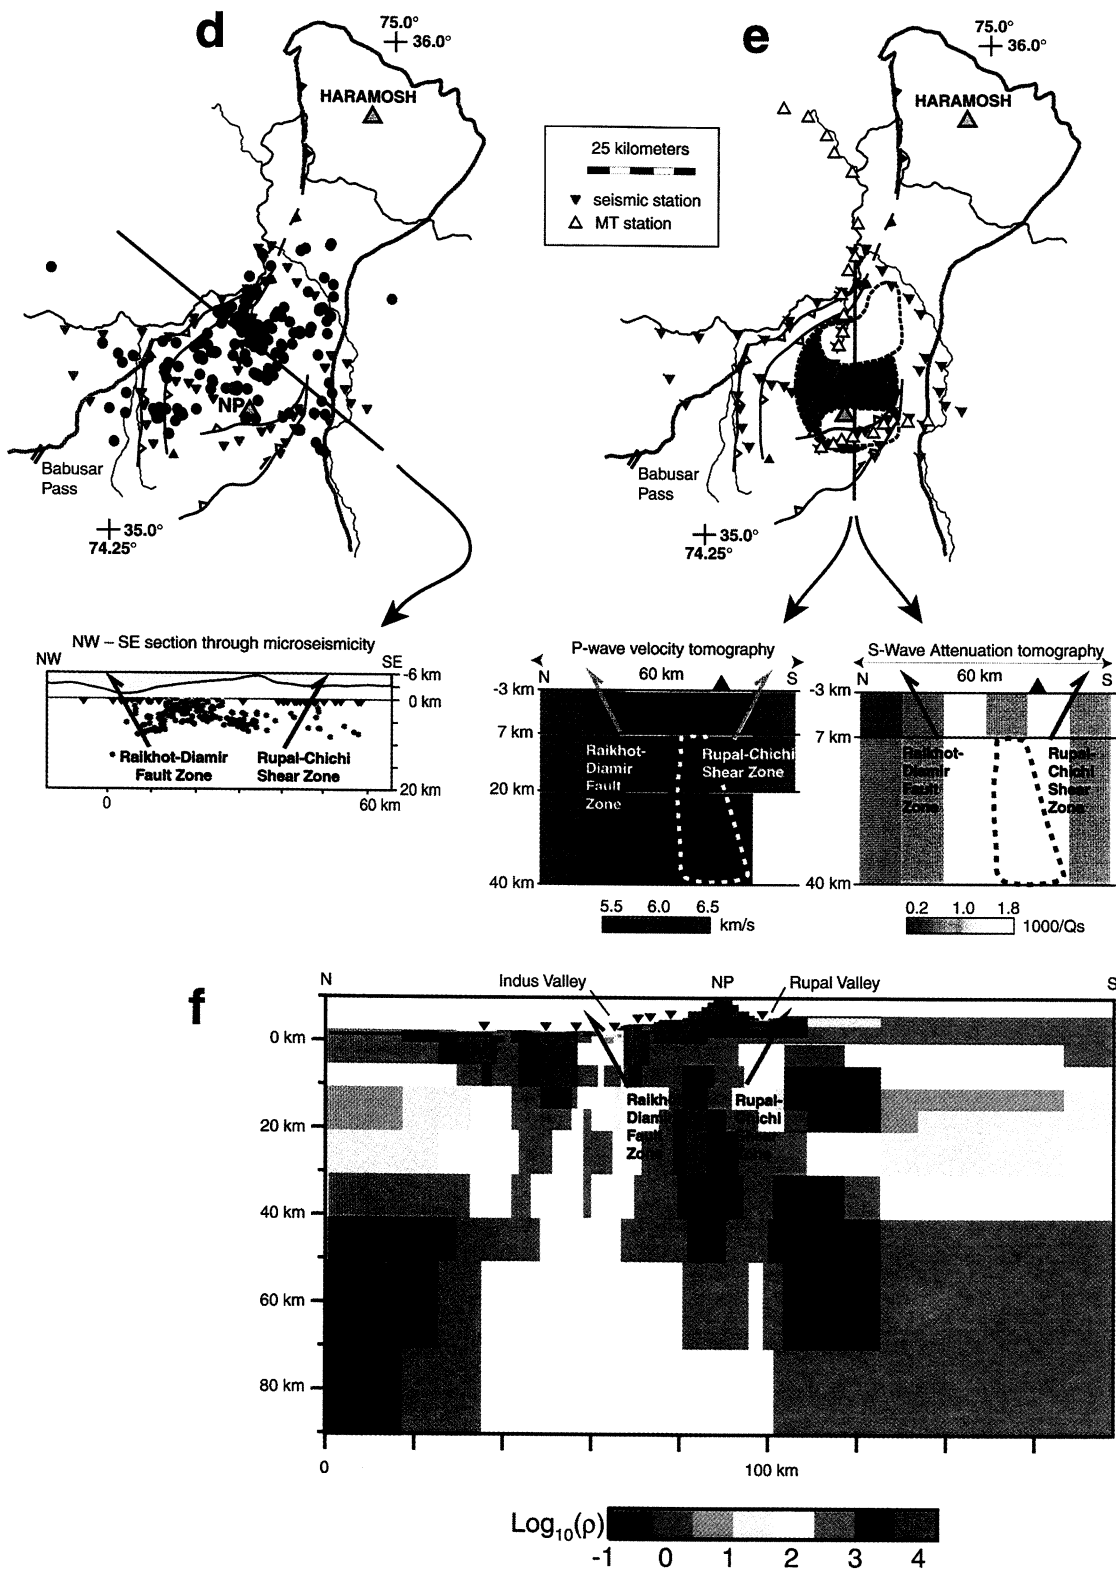 d
75.0°
36.0°
HARAMOSH
NP
Babusar
Pass
35.0°
74.25°
25 kilometers
seismic station
MT station
e
75.0°
36.0°
HARAMOSH
Babusar
Pass
35.0°
74.25°
NW – SE section through microseismicity
NW
SE
-6 km
0 km
Raikhot-Diamir
Fault Zone
Rupal-Chichi
Shear Zone
20 km
0
60 km
P-wave velocity tomography
N
60 km
S
-3 km
7 km
Raikhot-
Diamir
Fault
Zone
Rupal-Chichi
Shear Zone
20 km
40 km
5.5 6.0 6.5
km/s
S-Wave Attenuation tomography
N
60 km
S
-3 km
7 km
Raikhot-
Diamir
Fault
Zone
Rupal-
Chichi
Shear
Zone
40 km
0.2 1.0 1.8
1000/Qs
f
N
Indus Valley
NP
Rupal Valley
S
0 km
20 km
40 km
60 km
80 km
Rupal-
0
100 km
Log10(ρ)
-1 0 1 2 3 4